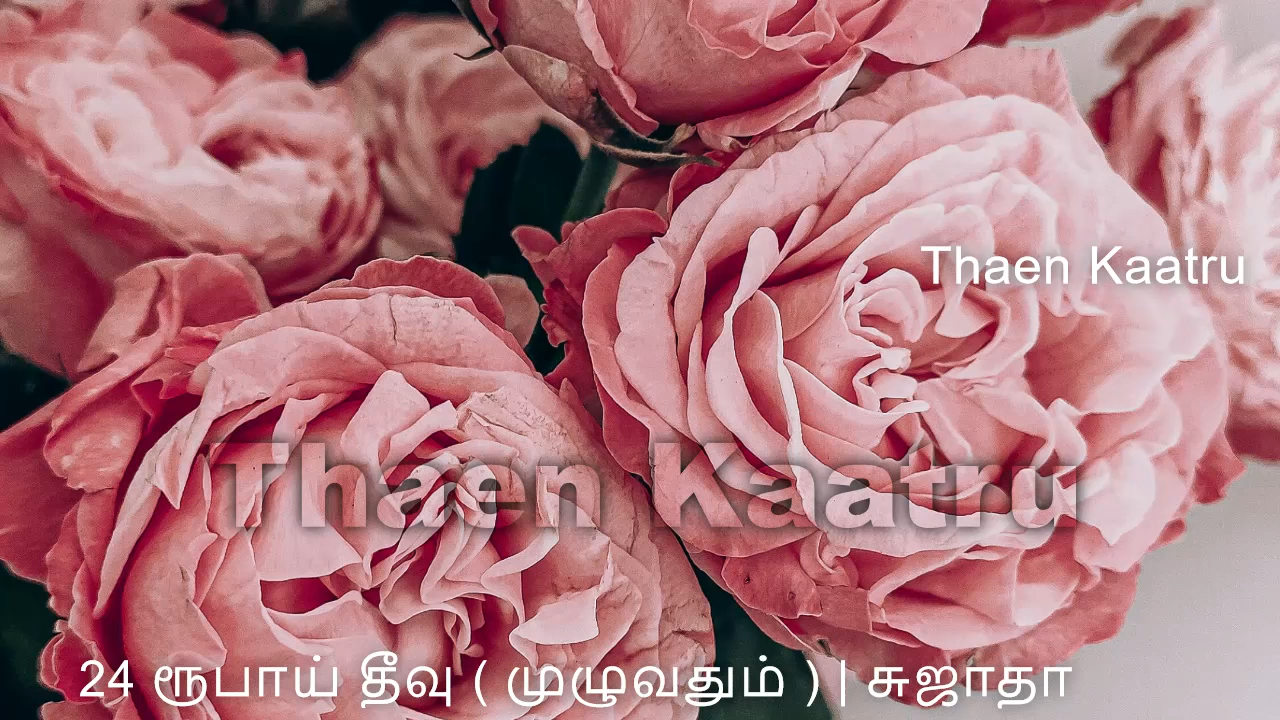 Thaen Kaatru
Thaen Kaatru
24 ரூபாய் தீவு ( முழுவதும் ) | சுஜாதா